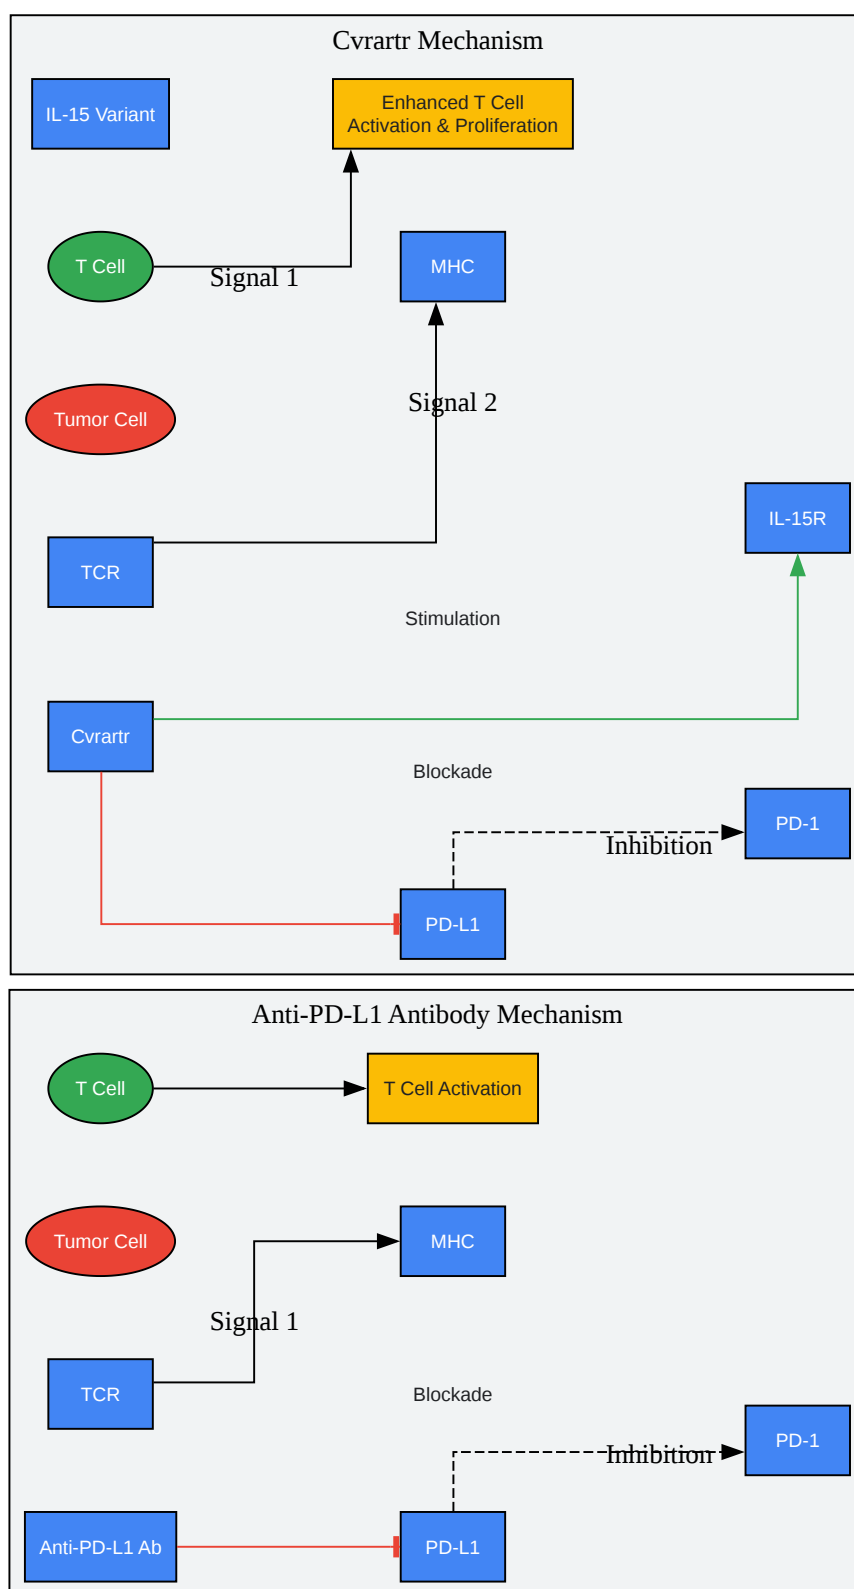 Cvrartr Mechanism
IL-15 Variant
Enhanced T Cell
Activation & Proliferation
T Cell
Signal 1
MHC
Signal 2
Tumor Cell
IL-15R
TCR
Stimulation
Cvrartr
Blockade
PD-1
Inhibition
PD-L1
Anti-PD-L1 Antibody Mechanism
T Cell
T Cell Activation
Tumor Cell
MHC
Signal 1
TCR
Blockade
PD-1
Inhibition
Anti-PD-L1 Ab
PD-L1